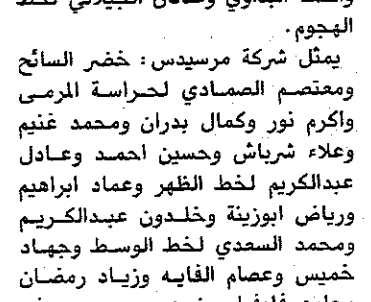 الهجوم.
يمثل شركة مرسيدس: خضر السائح
ومعتصم الصمادي لحراسة المرمى
واكرم نور وكمال بدران ومحمد غنيم
وعلاء شرباش وحسين احمد وعادل
عبدالكريم لخط الظهر وعماد ابراهيم
ورياض ابوزينة وخلدون عبدالكريم
ومحمد السعدي لخط الوسط وجهاد
خميس وعصام الفايه وزياد رمضان